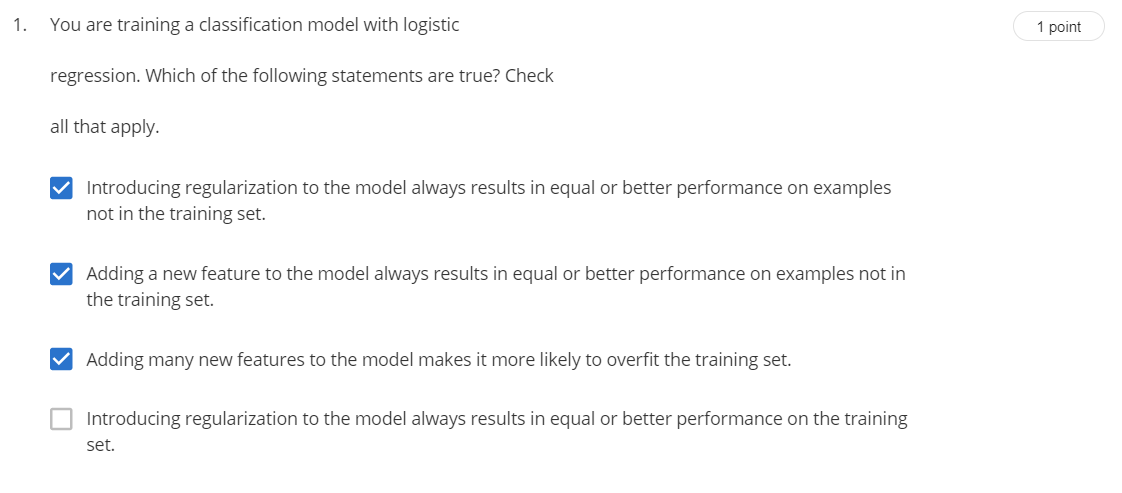 1. You are training a classification model with logistic
1 point
regression. Which of the following statements are true? Check
all that apply.
Introducing regularization to the model always results in equal or better performance on examples
not in the training set.
Adding a new feature to the model always results in equal or better performance on examples not in
the training set.
Adding many new features to the model makes it more likely to overfit the training set.
Introducing regularization to the model always results in equal or better performance on the training
set.